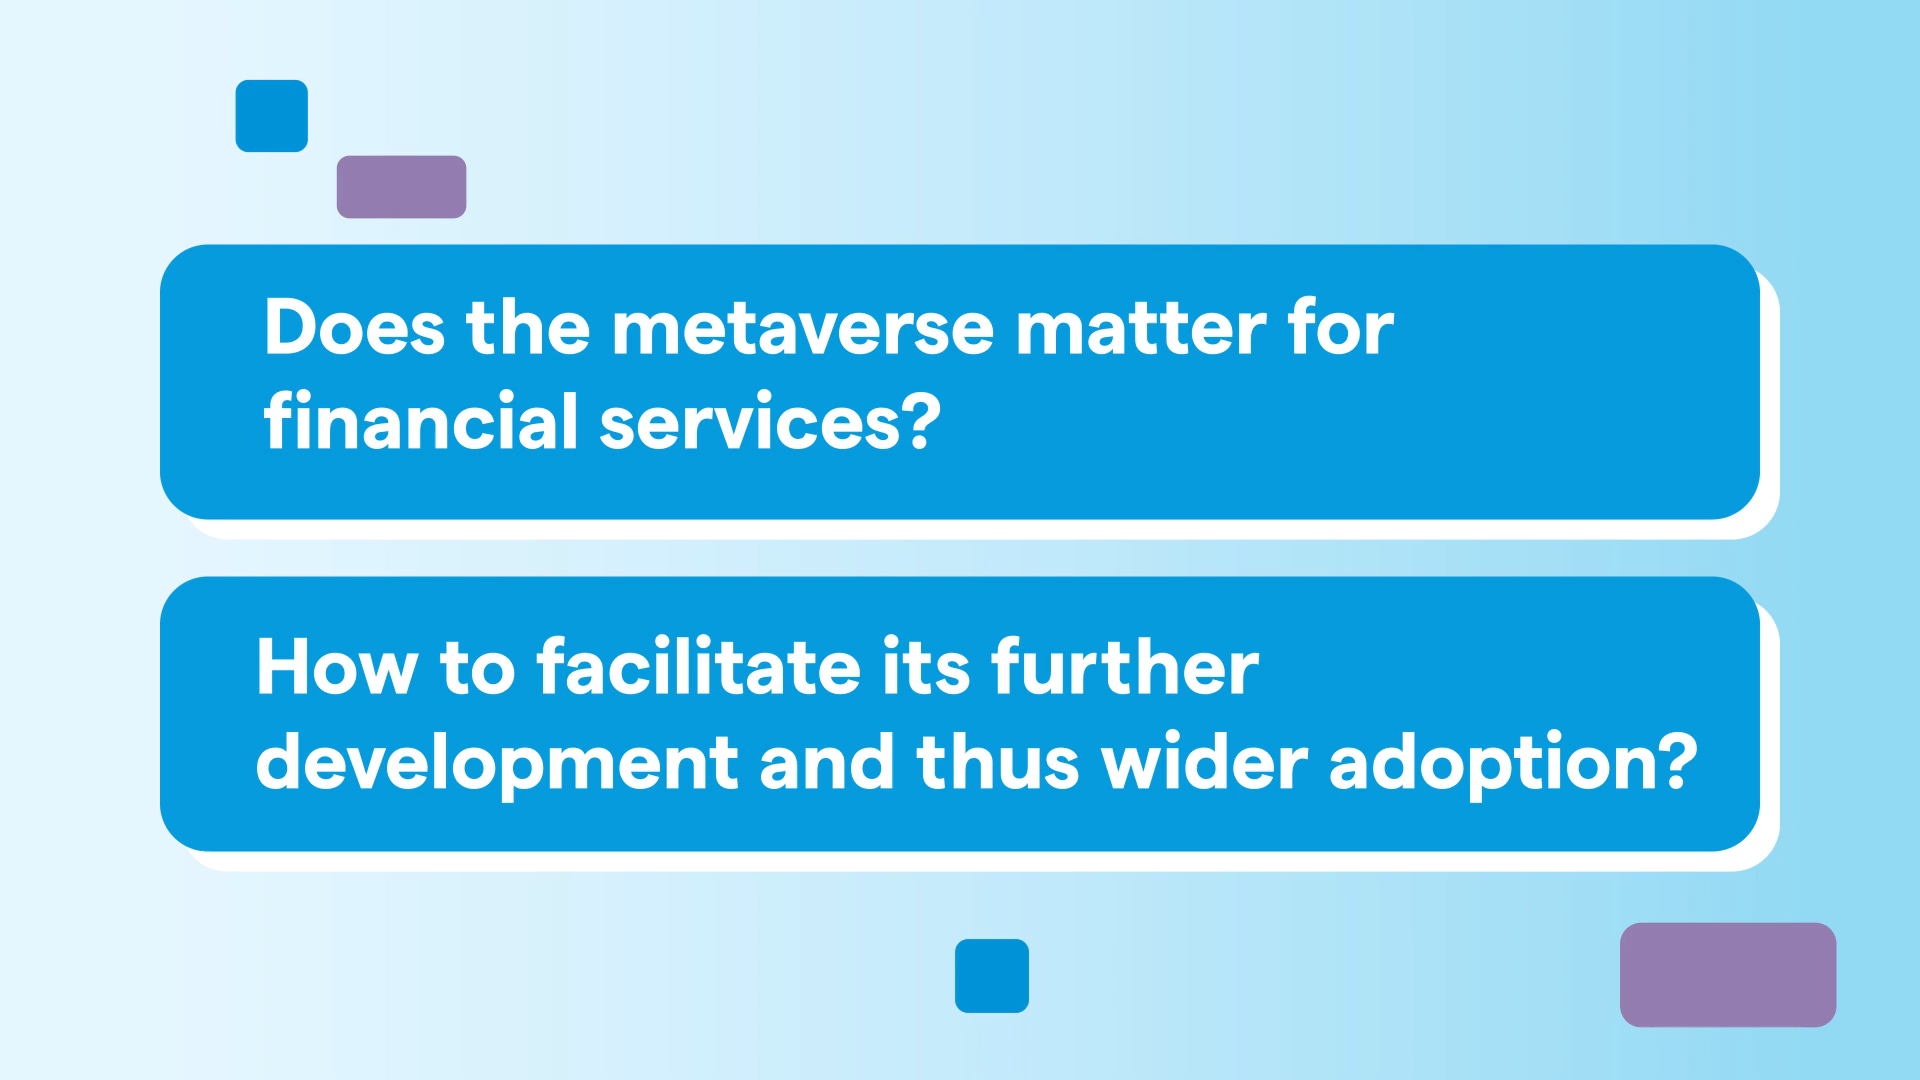 Does the metaverse matter for
financial services?
How to facilitate its further
development and thus wider adoption?